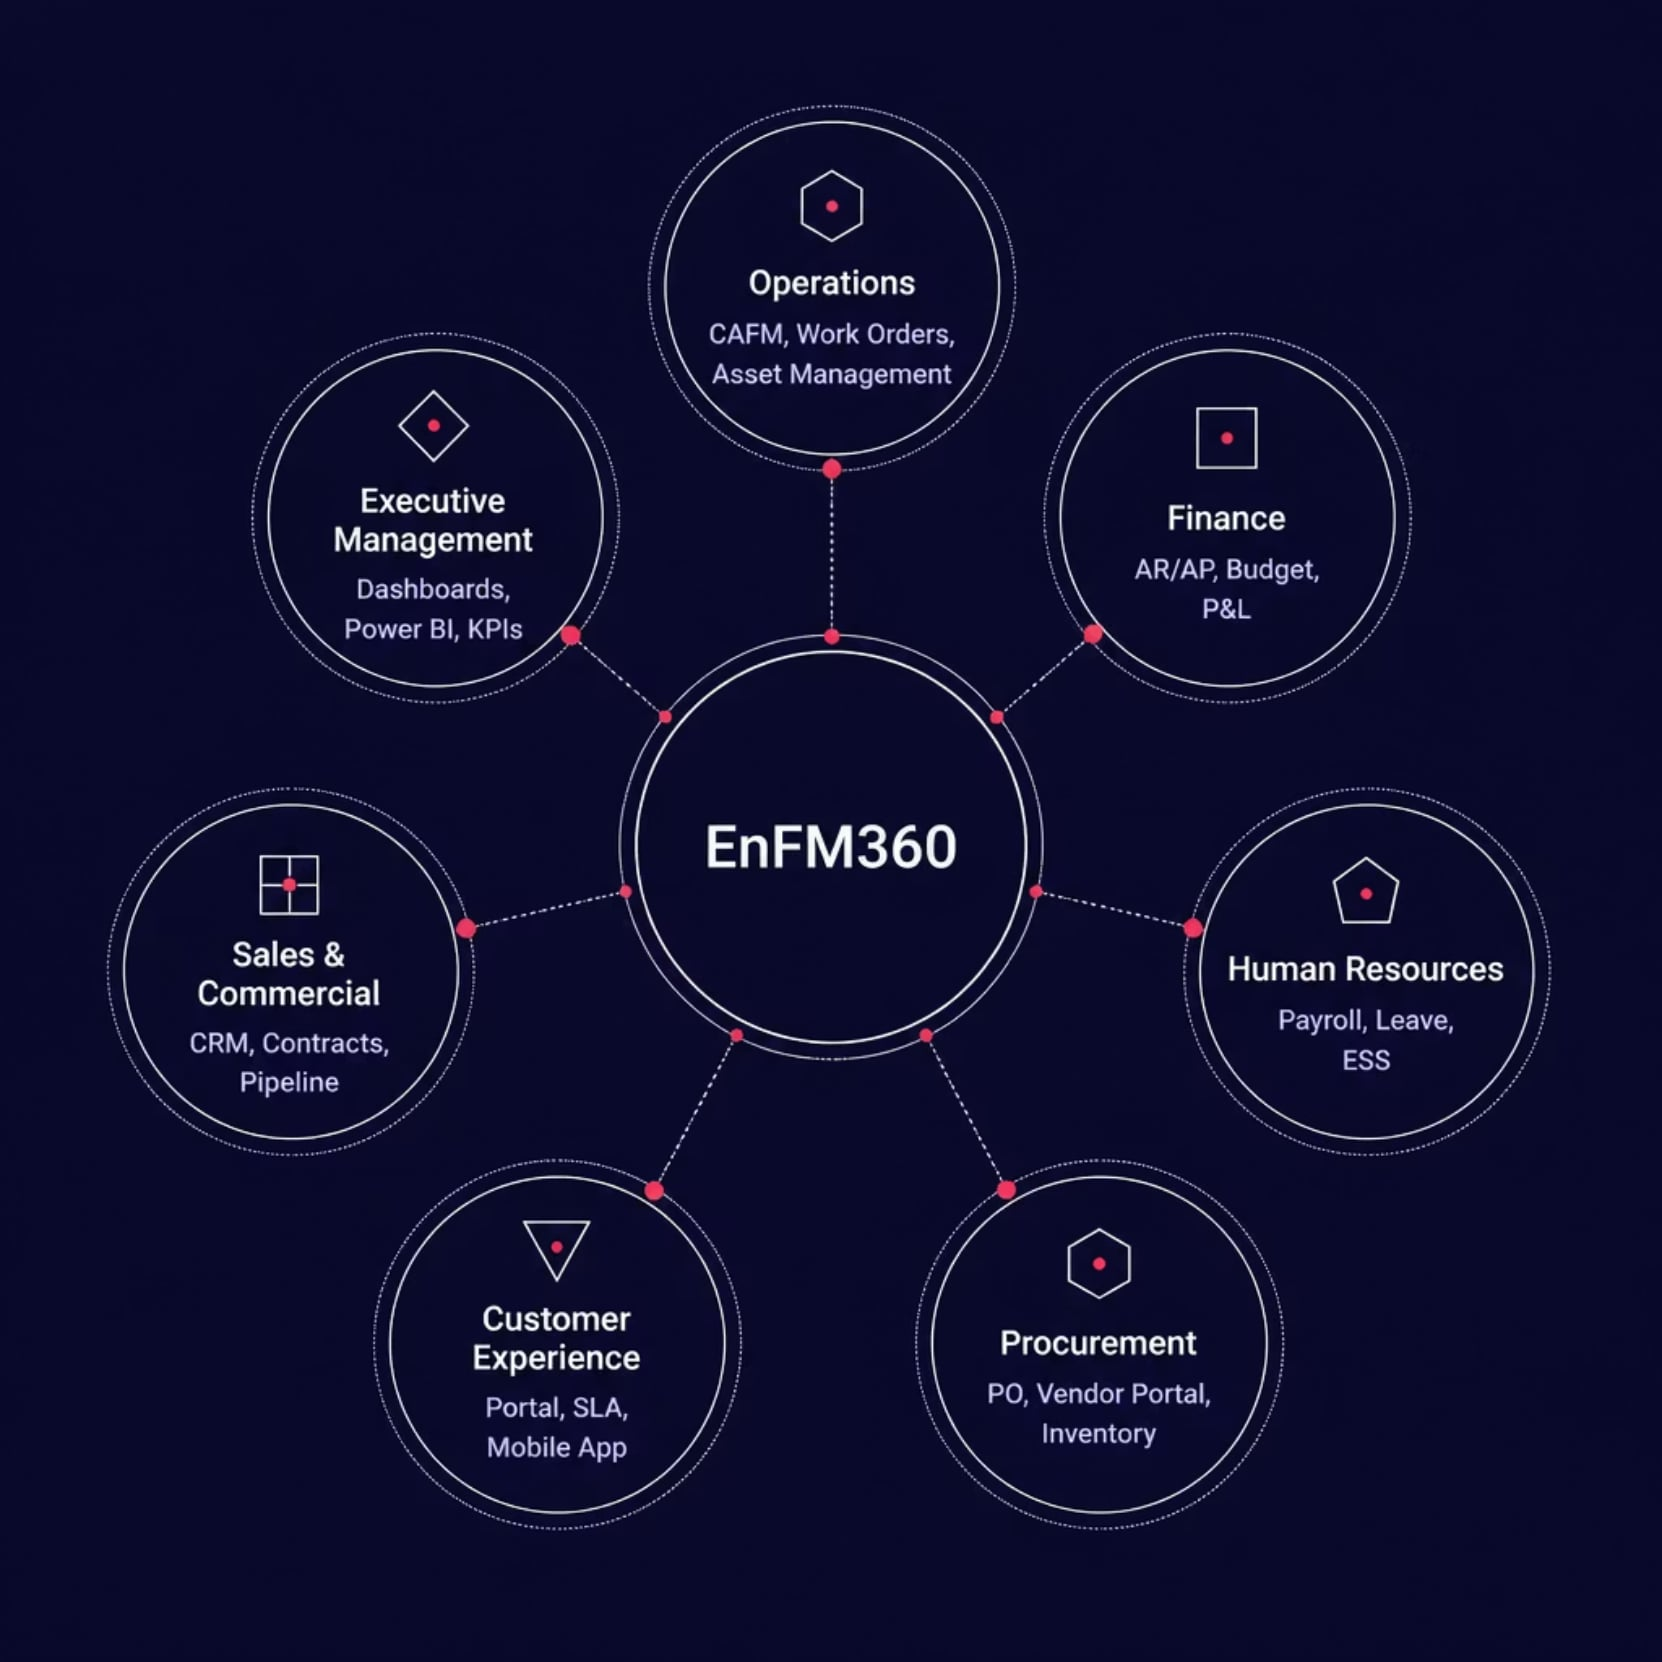 Operations
CAFM, Work Orders,
Asset Management
Executive
Management
Dashboards,
Power BI, KPIs
Finance
AR/AP, Budget,
P&L
EnFM360
Sales &
Commercial
CRM, Contracts,
Pipeline
Human Resources
Payroll, Leave,
ESS
Customer
Experience
Portal, SLA,
Mobile App
Procurement
PO, Vendor Portal,
Inventory